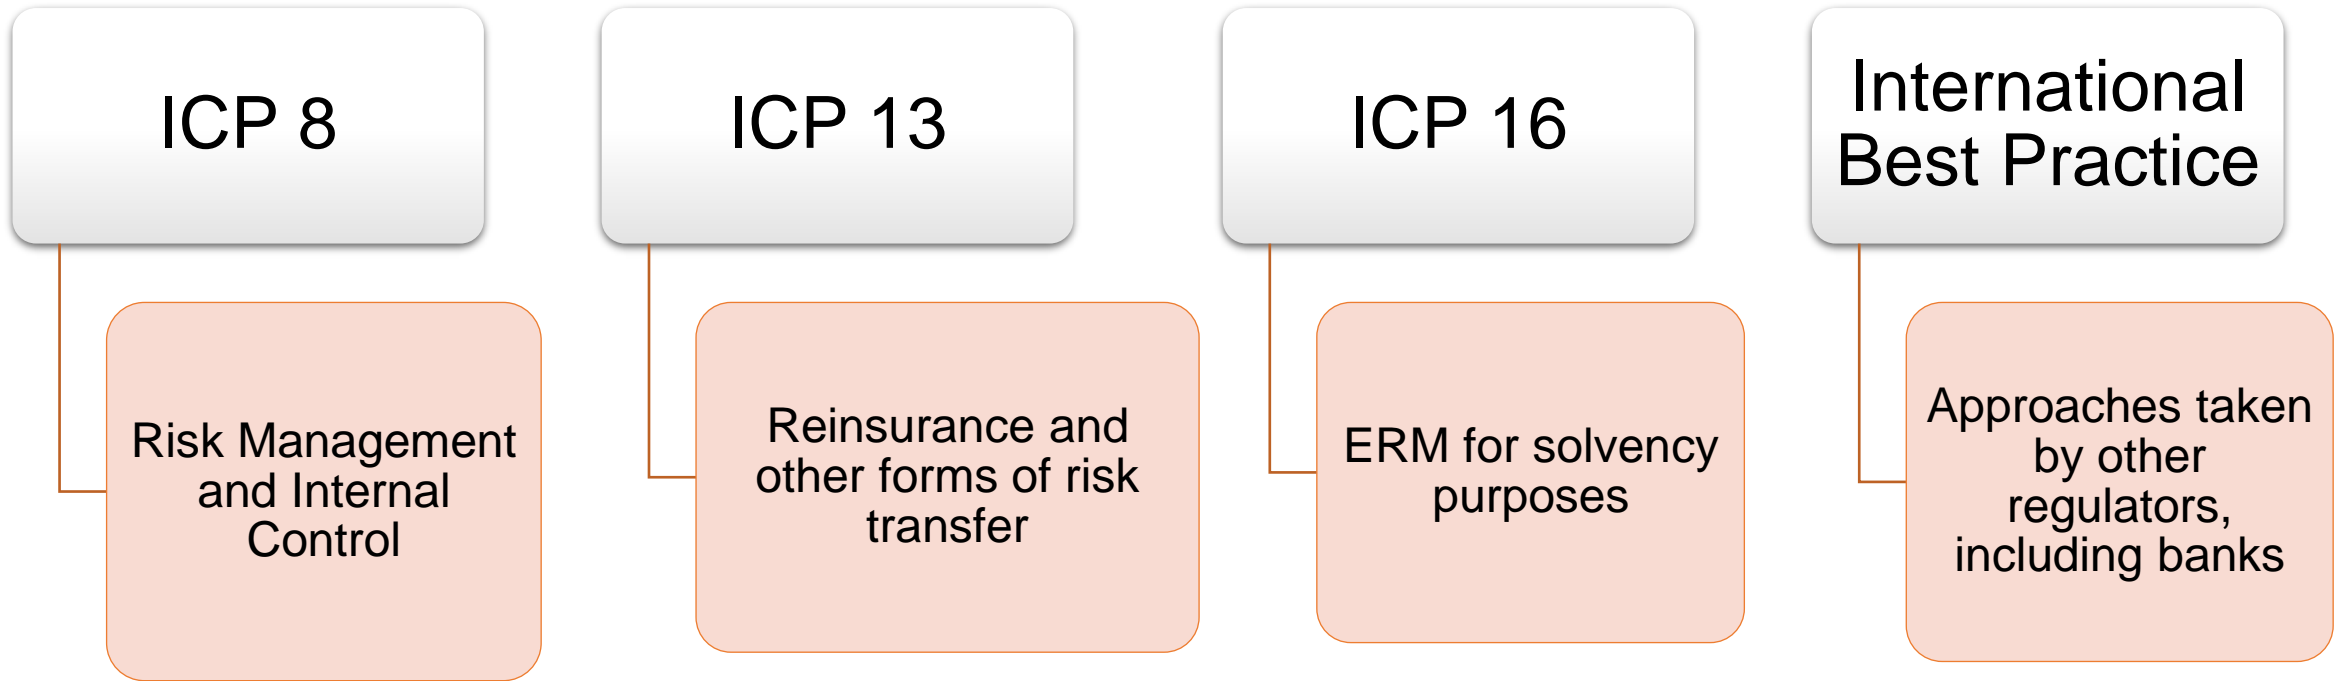 ICP 8
Risk Management
and Internal
Control
ICP 13
Reinsurance and
other forms of risk
transfer
ICP 16
ERM for solvency
purposes
International
Best Practice
Approaches taken
by other
regulators,
including banks